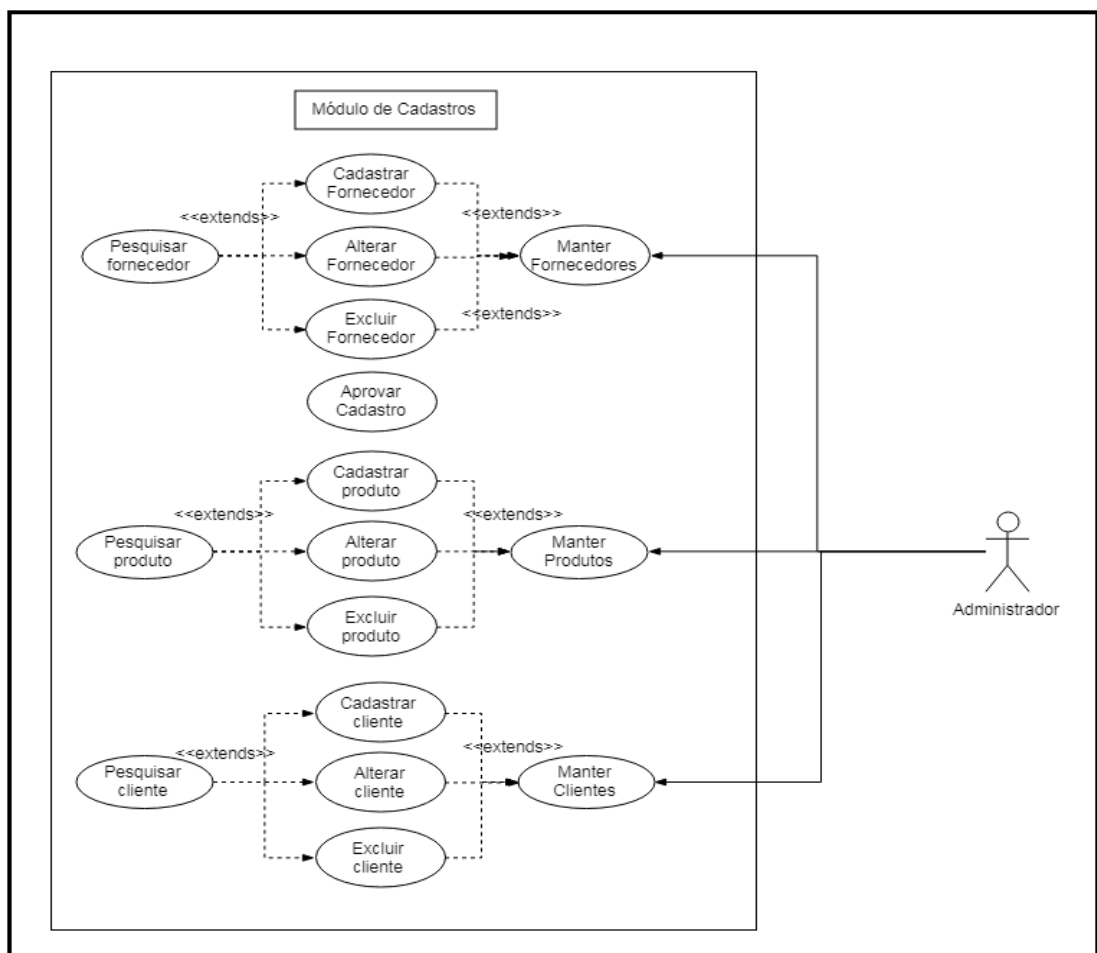 Módulo de Cadastros
Cadastrar
Fornecedor
<<extends>>
<<extends>>
Pesquisar
fornecedor
Alterar
Fornecedor
Manter
Fornecedores
Excluir
Fornecedor
<<extends>>
Aprovar
Cadastro
Cadastrar
produto
<<extends>>
<<extends>>
Pesquisar
produto
Alterar
produto
Manter
Produtos
Administrador
Excluir
produto
Cadastrar
cliente
<<extends>>
<<extends>>
Pesquisar
cliente
Alterar
cliente
Manter
Clientes
Excluir
cliente